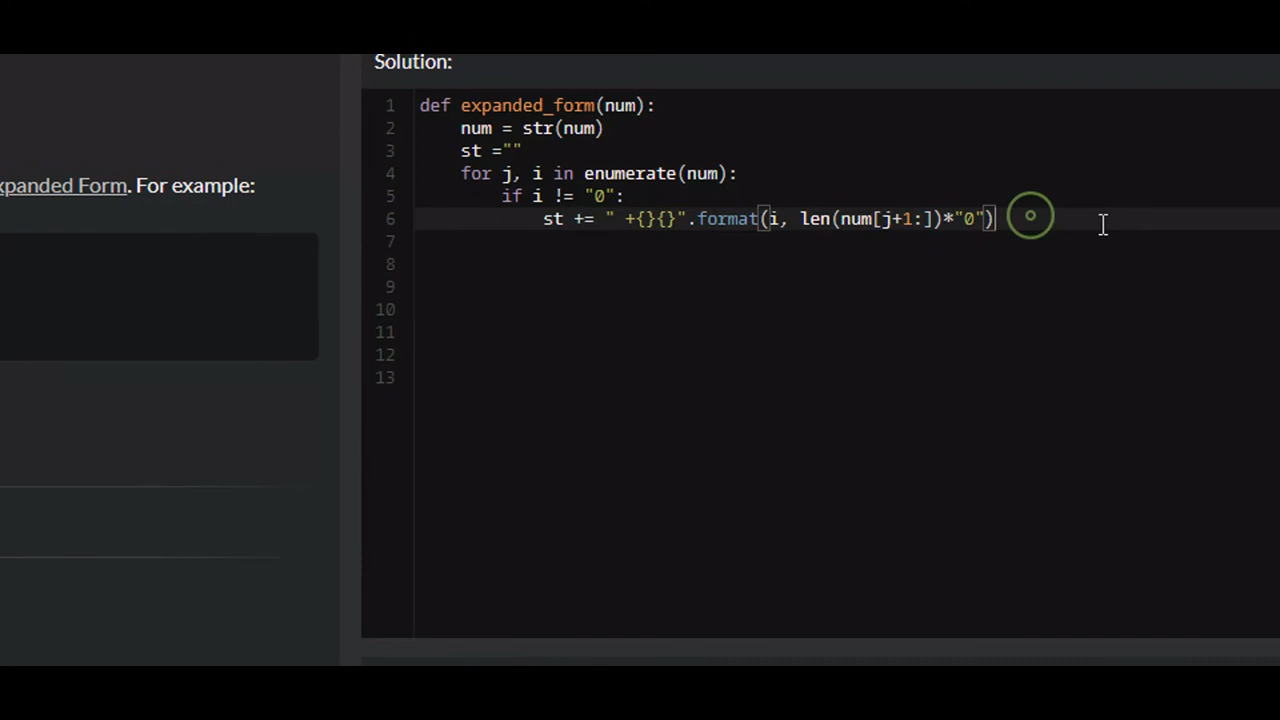 Solution:
xpanded Form. For example:
1 def expanded_form(num):
2     num = str(num)
3     st =""
4     for j, i in enumerate(num):
5         if i != "0":
6             st += " +{}{}".format(i, len(num[j+1:])*"0")
7
8
9
10
11
12
13